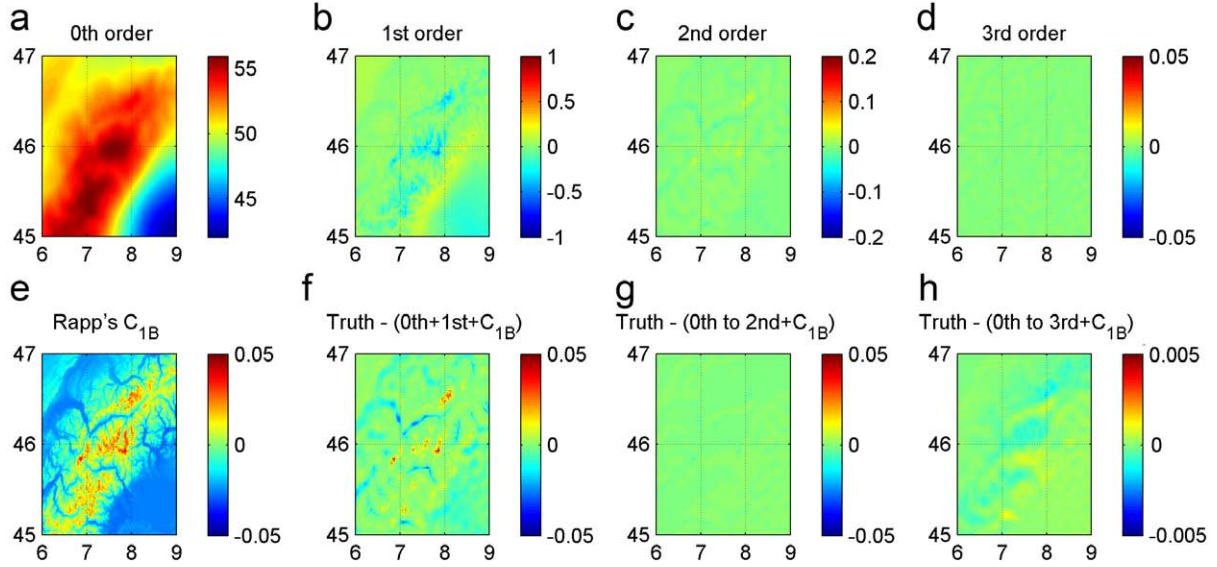 a
0th order
47
46
45
6 7 8 9
55
50
45
b
1st order
47
46
45
6 7 8 9
1
0.5
0
-0.5
-1
c
2nd order
47
46
45
6 7 8 9
0.2
0.1
0
-0.1
-0.2
d
3rd order
47
46
45
6 7 8 9
0.05
0
-0.05
e
Rapp's C1B
47
46
45
6 7 8 9
0.05
0
-0.05
f
Truth - (0th+1st+C1B)
47
46
45
6 7 8 9
0.05
0
-0.05
g
Truth - (0th to 2nd+C1B)
47
46
45
6 7 8 9
0.05
0
-0.05
h
Truth - (0th to 3rd+C1B)
47
46
45
6 7 8 9
0.005
0
-0.005